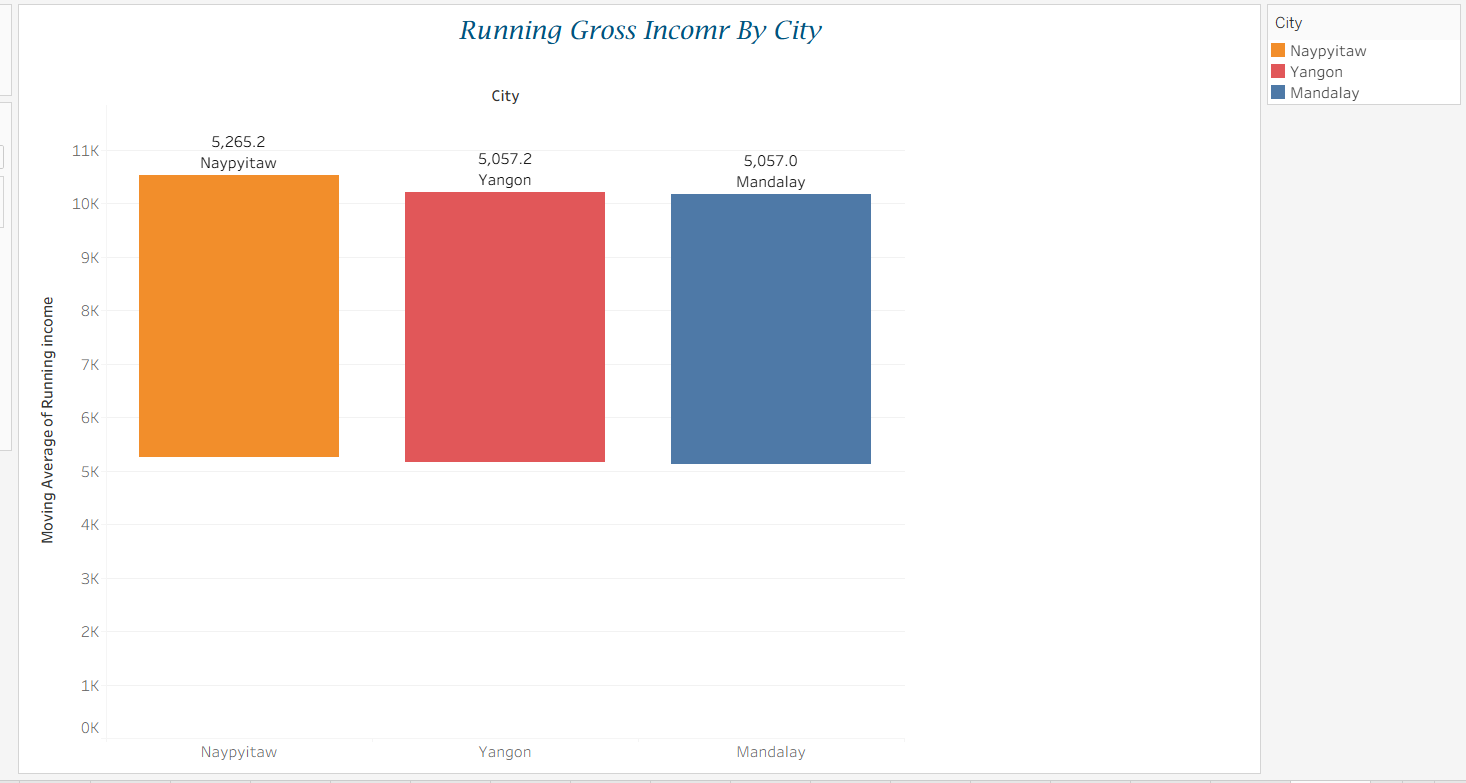 Running Gross Incomr By City
City
Naypyitaw
Yangon
Mandalay
City
Moving Average of Running income
11K
10K
9K
8K
7K
6K
5K
4K
3K
2K
1K
0K
5,265.2
Naypyitaw
5,057.2
Yangon
5,057.0
Mandalay
Naypyitaw
Yangon
Mandalay